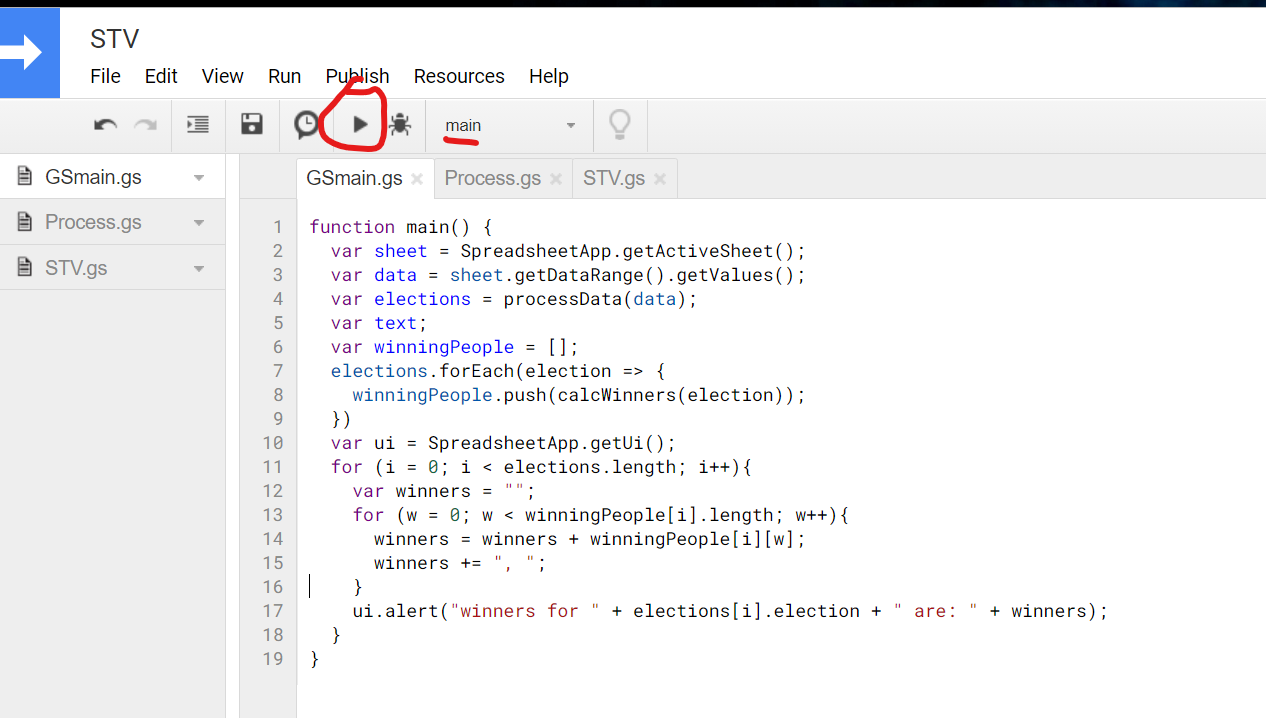 STV
File Edit View Run Publish Resources Help
main
GSmain.gs
Process.gs
STV.gs
GSmain.gs × Process.gs × STV.gs ×
1 function main() {
2 var sheet = SpreadsheetApp.getActiveSheet();
3 var data = sheet.getDataRange().getValues();
4 var elections = processData(data);
5 var text;
6 var winningPeople = [];
7 elections.forEach(election => {
8 winningPeople.push(calcWinners(election));
9 })
10 var ui = SpreadsheetApp.getUi();
11 for (i = 0; i < elections.length; i++){
12 var winners = "";
13 for (w = 0; w < winningPeople[i].length; w++){
14 winners = winners + winningPeople[i][w];
15 winners += ", ";
16 }
17 ui.alert("winners for " + elections[i].election + " are: " + winners);
18 }
19 }